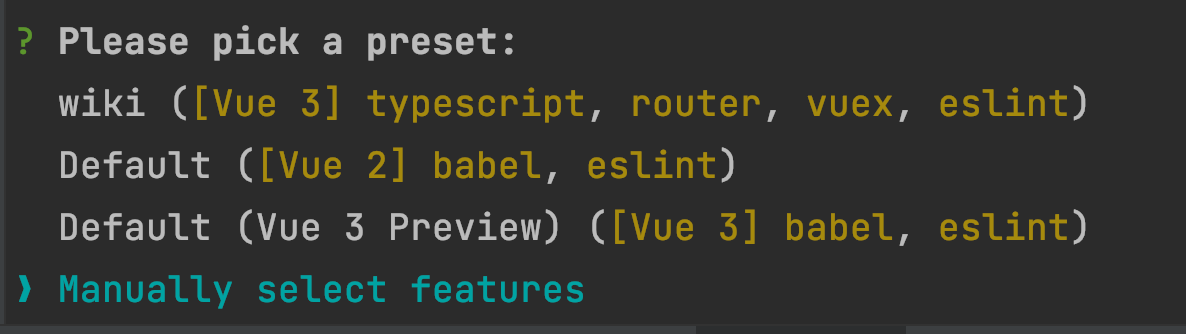 ? Please pick a preset:
wiki ([Vue 3] typescript, router, vuex, eslint)
Default ([Vue 2] babel, eslint)
Default (Vue 3 Preview) ([Vue 3] babel, eslint)
❯ Manually select features